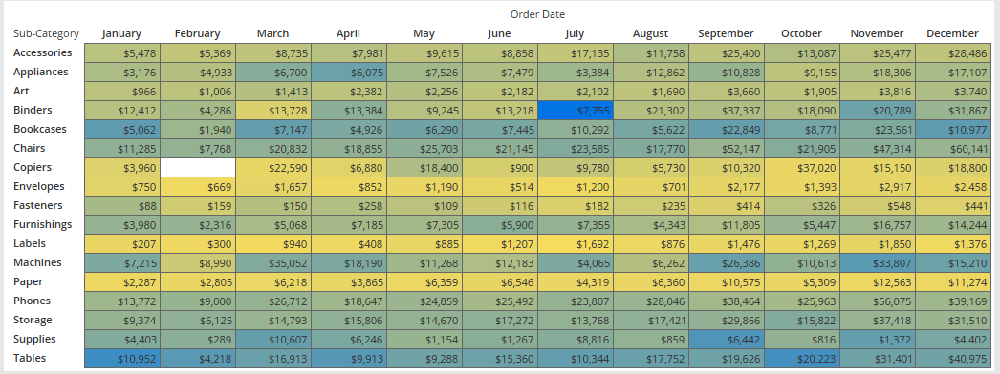 Order Date
Sub-Category January February March April May June July August September October November December
Accessories $5,478 $5,369 $8,735 $7,981 $9,615 $8,858 $17,135 $11,758 $25,400 $13,087 $25,477 $28,486
Appliances $3,176 $4,933 $6,700 $6,075 $7,526 $7,479 $3,384 $12,862 $10,828 $9,155 $18,306 $17,107
Art $966 $1,006 $1,413 $2,382 $2,256 $2,182 $2,102 $1,690 $3,660 $1,905 $3,816 $3,740
Binders $12,412 $4,286 $13,728 $13,384 $9,245 $13,218 $7,755 $21,302 $37,337 $18,090 $20,789 $31,867
Bookcases $5,062 $1,940 $7,147 $4,926 $6,290 $7,445 $10,292 $5,622 $22,849 $8,771 $23,561 $10,977
Chairs $11,285 $7,768 $20,832 $18,855 $25,703 $21,145 $23,585 $17,770 $52,147 $21,905 $47,314 $60,141
Copiers $3,960 $22,590 $6,880 $18,400 $900 $9,780 $5,730 $10,320 $37,020 $15,150 $18,800
Envelopes $750 $669 $1,657 $852 $1,190 $514 $1,200 $701 $2,177 $1,393 $2,917 $2,458
Fasteners $88 $159 $150 $258 $109 $116 $182 $235 $414 $326 $548 $441
Furnishings $3,980 $2,316 $5,068 $7,185 $7,305 $5,900 $7,355 $4,343 $11,805 $5,447 $16,757 $14,244
Labels $207 $300 $940 $408 $885 $1,207 $1,692 $876 $1,476 $1,269 $1,850 $1,376
Machines $7,215 $8,990 $35,052 $18,190 $11,268 $12,183 $4,065 $6,262 $26,386 $10,613 $33,807 $15,210
Paper $2,287 $2,805 $6,218 $3,865 $6,359 $6,546 $4,319 $6,360 $10,575 $5,309 $12,563 $11,274
Phones $13,772 $9,000 $26,712 $18,647 $24,859 $25,492 $23,807 $28,046 $38,464 $25,963 $56,075 $39,169
Storage $9,374 $6,125 $14,793 $15,806 $14,670 $17,272 $13,768 $17,421 $29,866 $15,822 $37,418 $31,510
Supplies $4,403 $289 $10,607 $6,246 $1,154 $1,267 $8,816 $859 $6,442 $816 $1,372 $4,402
Tables $10,952 $4,218 $16,913 $9,913 $9,288 $15,360 $10,344 $17,752 $19,626 $20,223 $31,401 $40,975